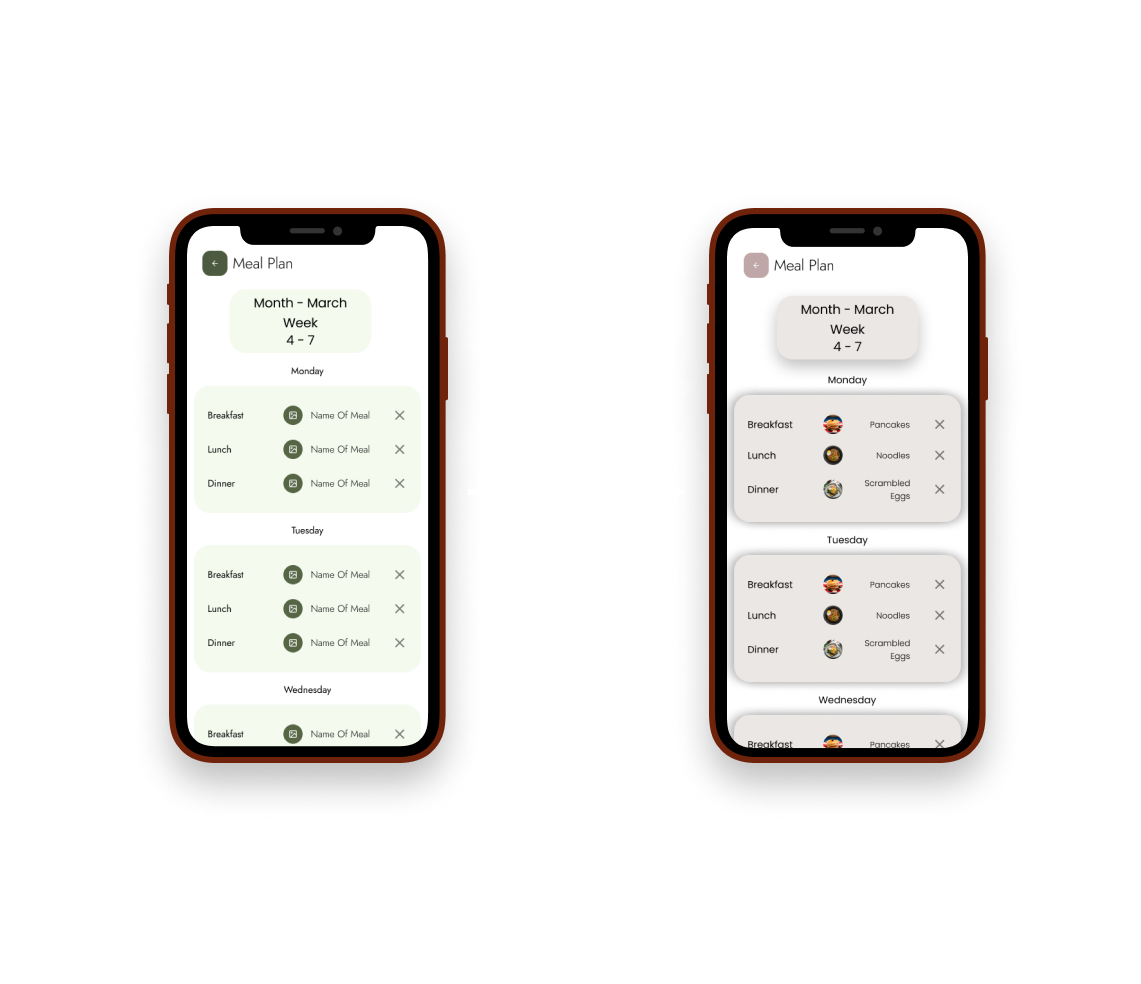 Meal Plan
Month - March
Week
4 - 7
Monday
Breakfast Name Of Meal
Lunch Name Of Meal
Dinner Name Of Meal
Tuesday
Breakfast Name Of Meal
Lunch Name Of Meal
Dinner Name Of Meal
Wednesday
Breakfast Name Of Meal
Meal Plan
Month - March
Week
4 - 7
Monday
Breakfast Pancakes
Lunch Noodles
Dinner Scrambled
Eggs
Tuesday
Breakfast Pancakes
Lunch Noodles
Dinner Scrambled
Eggs
Wednesday
Breakfast Pancakes